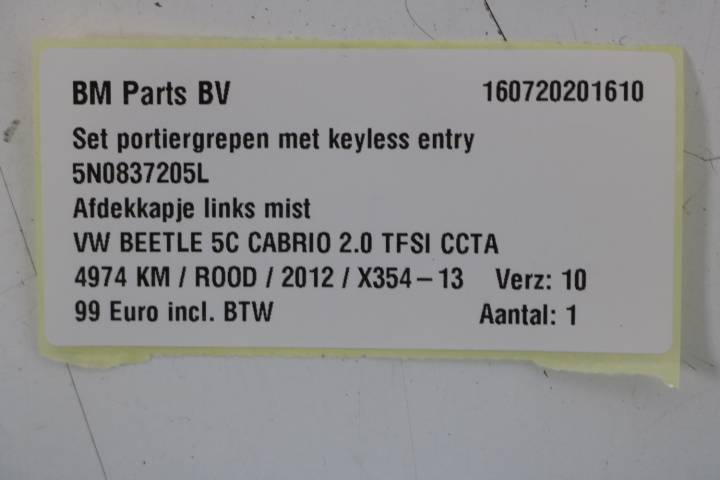 BM Parts BV 160720201610
Set portiergrepen met keyless entry
5N0837205L
Afdekkapje links mist
VW BEETLE 5C CABRIO 2.0 TFSI CCTA
4974 KM / ROOD / 2012 / X354-13 Verz: 10
99 Euro incl. BTW Aantal: 1